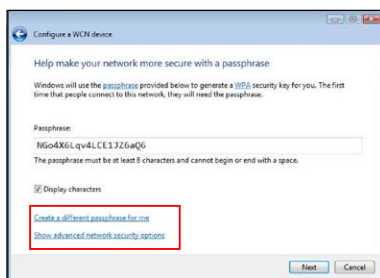 Configure a WCN device
Help make your network more secure with a passphrase
Windows will use the passphrase provided below to generate a WPA security key for you. The first
time that people connect to this network, they will need the passphrase.
Passphrase:
NGo4X6Lqv4LCE1JZ6aQ6
The passphrase must be at least 8 characters and cannot begin or end with a space.
Display characters
Create a different passphrase for me
Show advanced network security options
Next Cancel